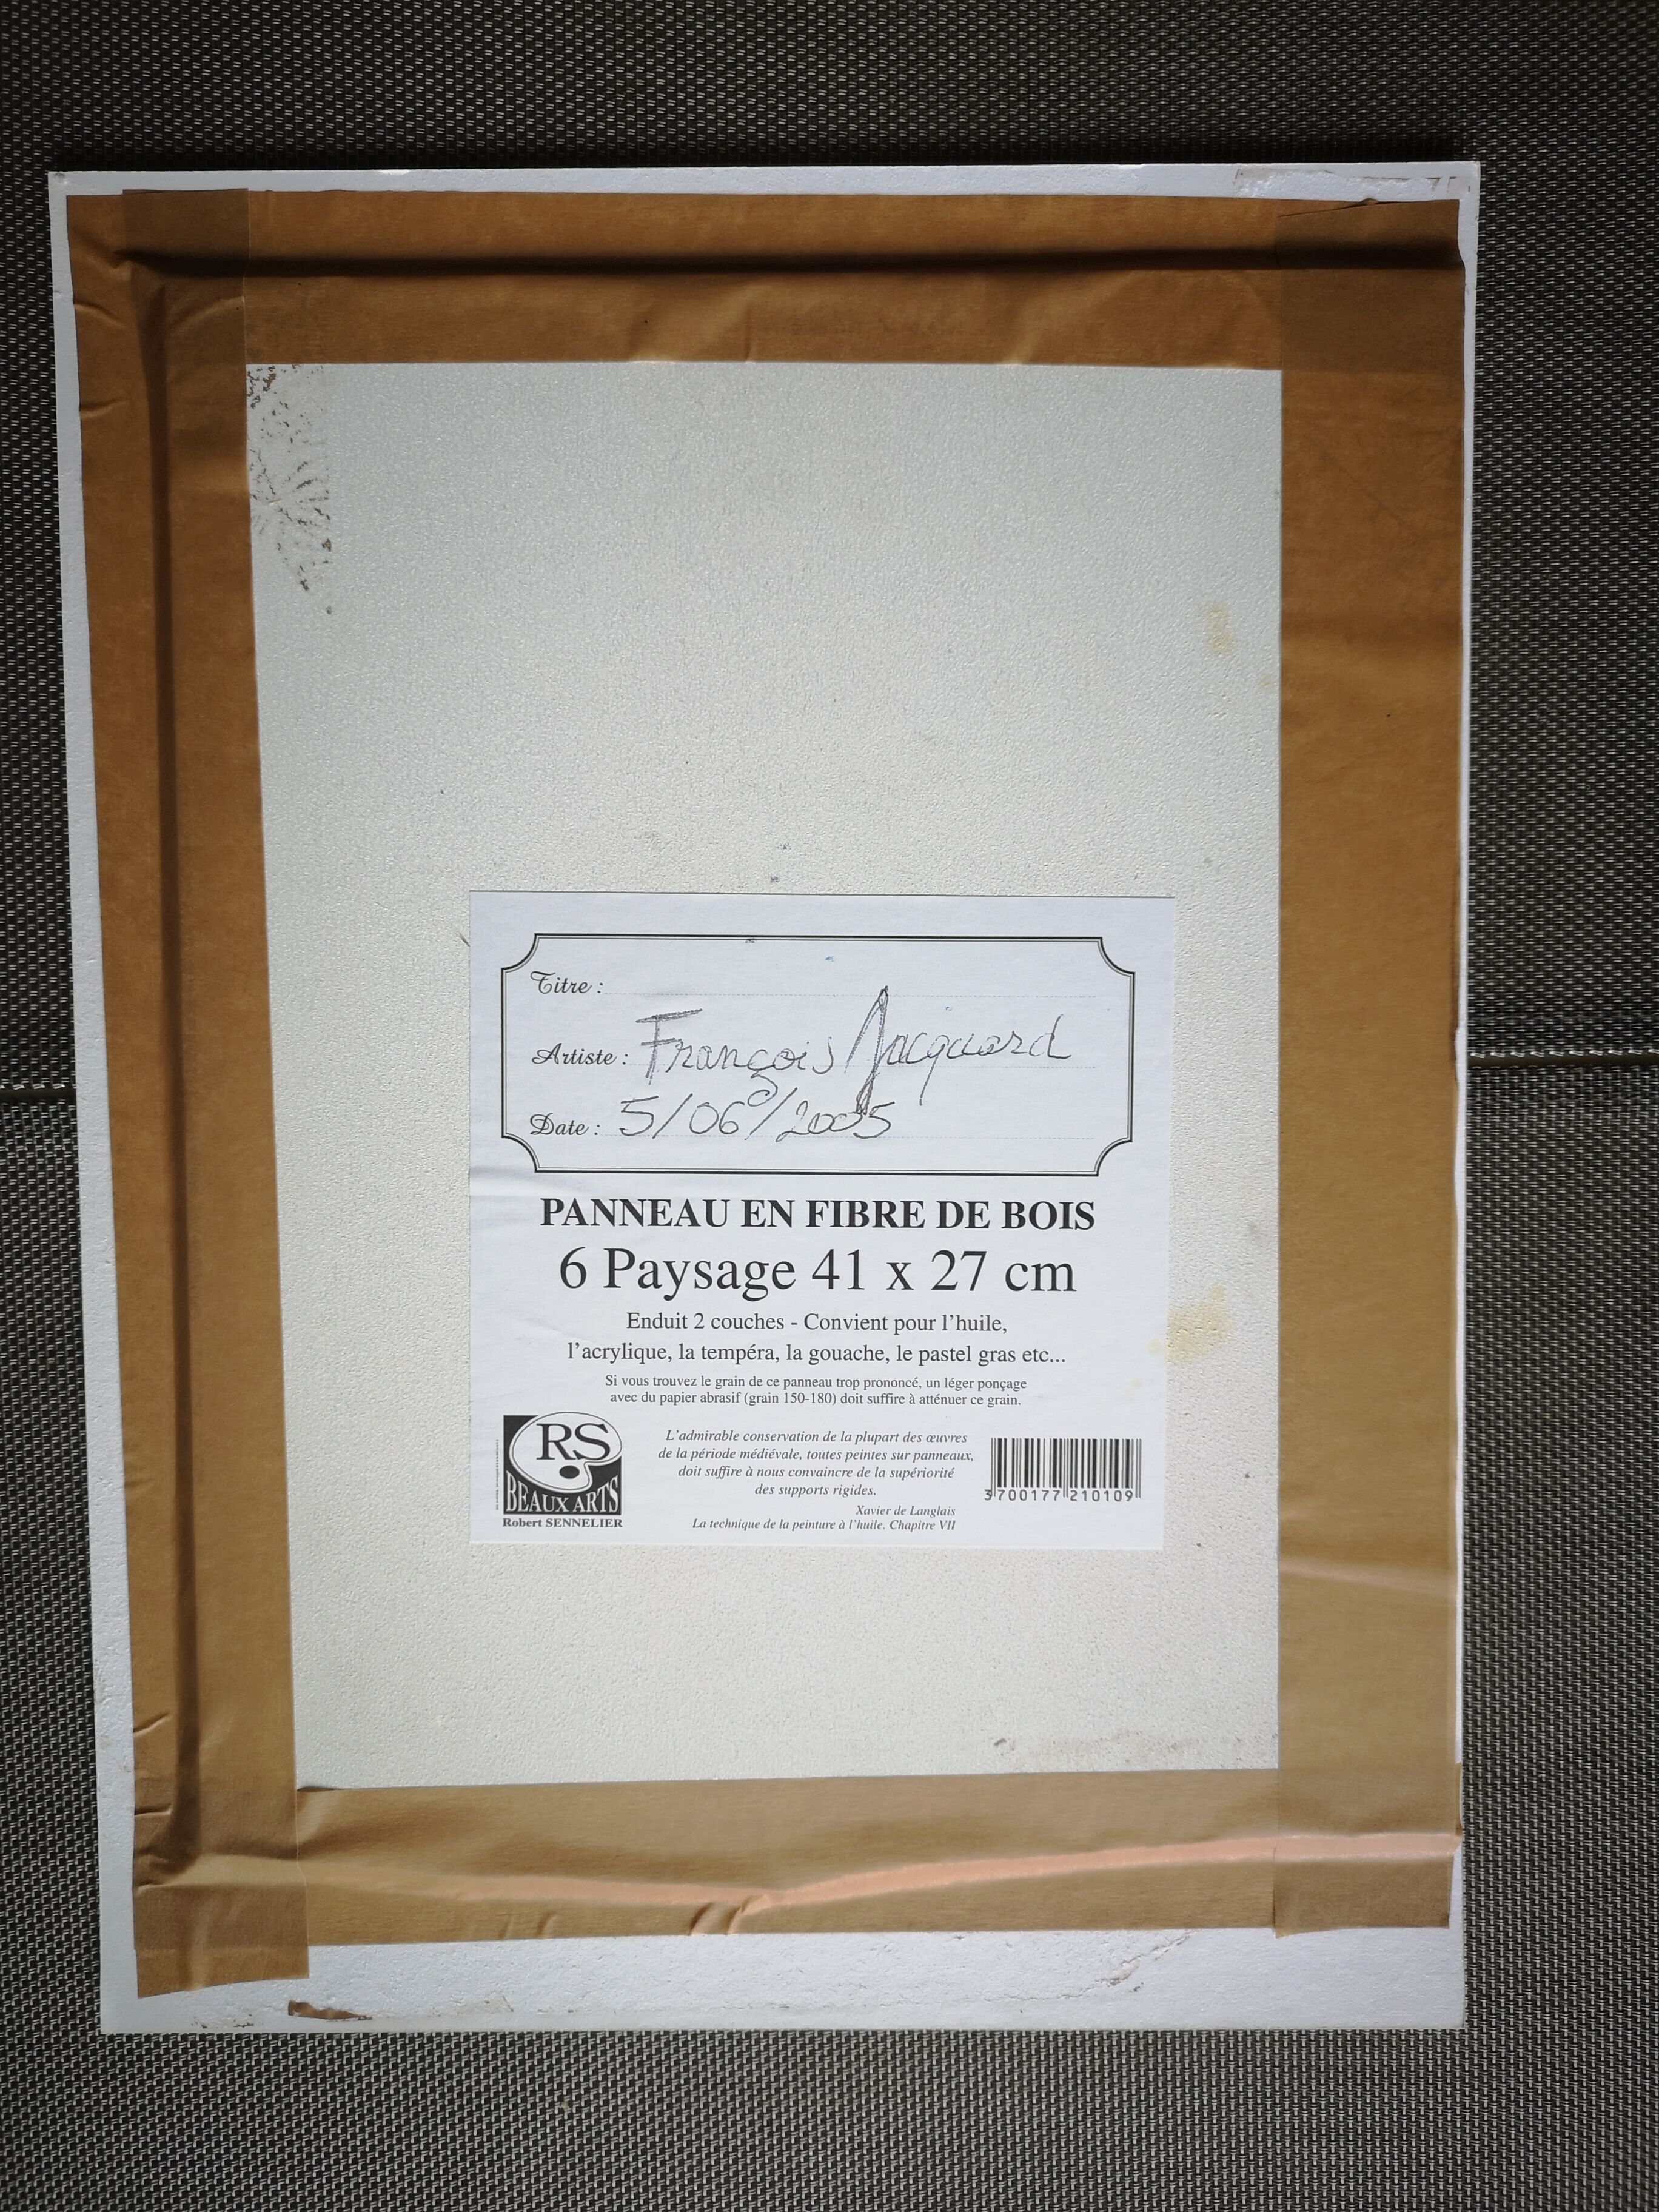 Titre :
Artiste : François Jacquard
Date : 5/06/2005
PANNEAU EN FIBRE DE BOIS
6 Paysage 41 x 27 cm
Enduit 2 couches - Convient pour l'huile,
l'acrylique, la tempéra, la gouache, le pastel gras etc...
Si vous trouvez le grain de ce panneau trop prononcé, un léger ponçage
avec du papier abrasif (grain 150-180) doit suffire à atténuer ce grain.
RS
BEAUX ARTS
Robert SENNELIER
L'admirable conservation de la plupart des œuvres
de la période médiévale, toutes peintes sur panneaux,
doit suffire à nous convaincre de la supériorité
des supports rigides.
Xavier de Langlais
La technique de la peinture à l'huile. Chapitre VII
3 700177 210109